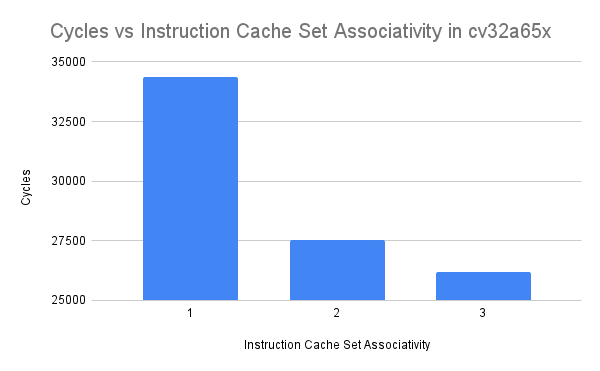 Cycles vs Instruction Cache Set Associativity in cv32a65x
35000
32500
30000
27500
25000
Cycles
1 2 3
Instruction Cache Set Associativity